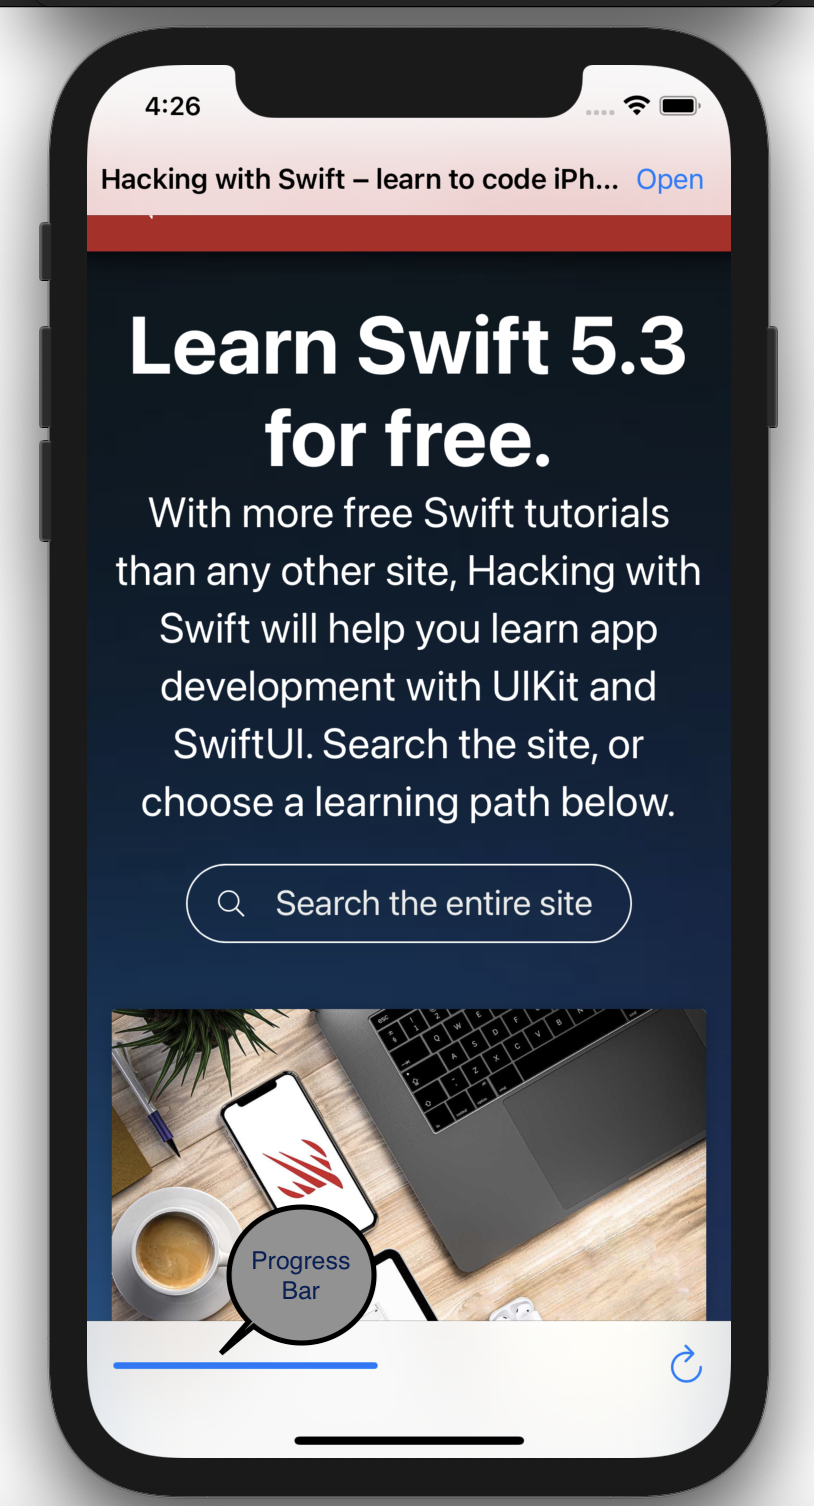 4:26
Hacking with Swift – learn to code iPh... Open
Learn Swift 5.3
for free.
With more free Swift tutorials
than any other site, Hacking with
Swift will help you learn app
development with UIKit and
SwiftUI. Search the site, or
choose a learning path below.
Search the entire site
Progress
Bar